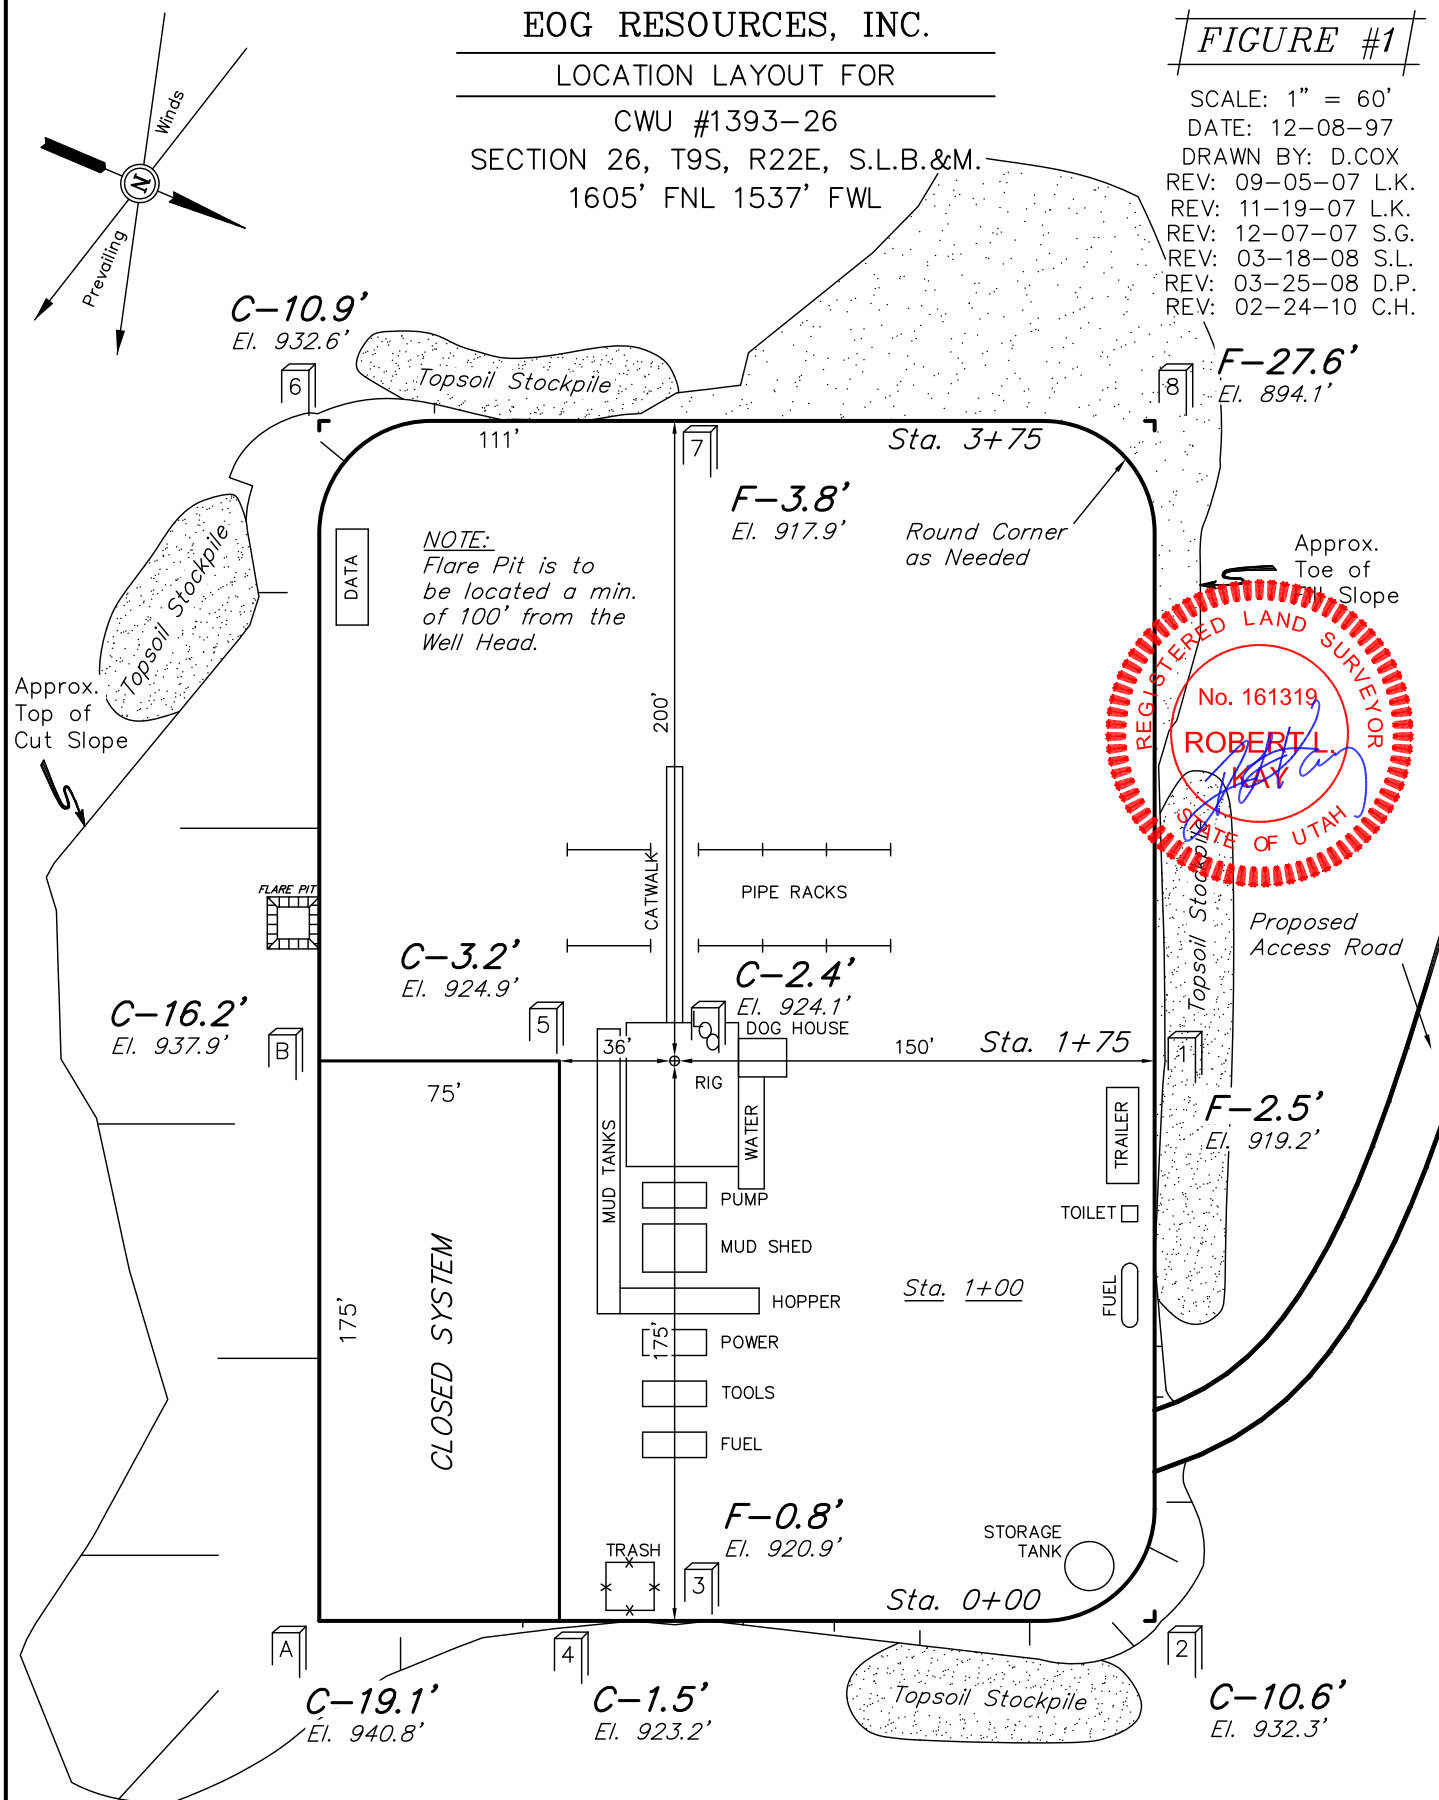 EOG RESOURCES, INC.
LOCATION LAYOUT FOR
CWU #1393-26
SECTION 26, T9S, R22E, S.L.B.&M.
1605' FNL 1537' FWL
FIGURE #1
SCALE: 1" = 60'
DATE: 12-08-97
DRAWN BY: D.COX
REV: 09-05-07 L.K.
REV: 11-19-07 L.K.
REV: 12-07-07 S.G.
REV: 03-18-08 S.L.
REV: 03-25-08 D.P.
REV: 02-24-10 C.H.
Winds
N
Prevailing
C-10.9'
El. 932.6'
6
Topsoil Stockpile
F-27.6'
El. 894.1'
8
111'
7
Sta. 3+75
F-3.8'
El. 917.9'
Round Corner
as Needed
NOTE:
Flare Pit is to
be located a min.
of 100' from the
Well Head.
DATA
Topsoil Stockpile
Approx.
Toe of
Fill Slope
Approx.
Top of
Cut Slope
REGISTERED LAND SURVEYOR
No. 161319
ROBERT L.
KAY
STATE OF UTAH
200'
CATWALK
PIPE RACKS
FLARE PIT
Topsoil Stockpile
Proposed
Access Road
C-3.2'
El. 924.9'
C-2.4'
El. 924.1'
C-16.2'
El. 937.9'
B
5
DOG HOUSE
36'
150'
Sta. 1+75
1
RIG
75'
F-2.5'
El. 919.2'
MUD TANKS
WATER
TRAILER
PUMP
TOILET
MUD SHED
CLOSED SYSTEM
175'
HOPPER
Sta. 1+00
FUEL
175'
POWER
TOOLS
FUEL
F-0.8'
El. 920.9'
STORAGE
TANK
TRASH
3
Sta. 0+00
A
4
2
C-19.1'
El. 940.8'
C-1.5'
El. 923.2'
Topsoil Stockpile
C-10.6'
El. 932.3'